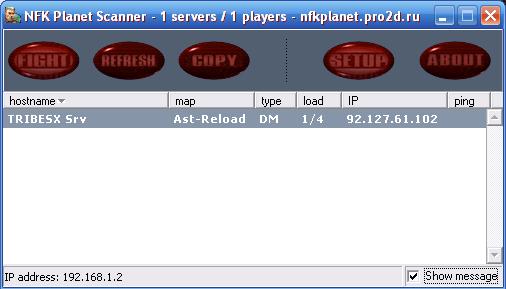 NFK Planet Scanner - 1 servers / 1 players - nfkplanet.pro2d.ru
FIGHT REFRESH COPY SETUP ABOUT
hostname map type load IP ping
TRIBESX Srv Ast-Reload DM 1/4 92.127.61.102
IP address: 192.168.1.2 Show message